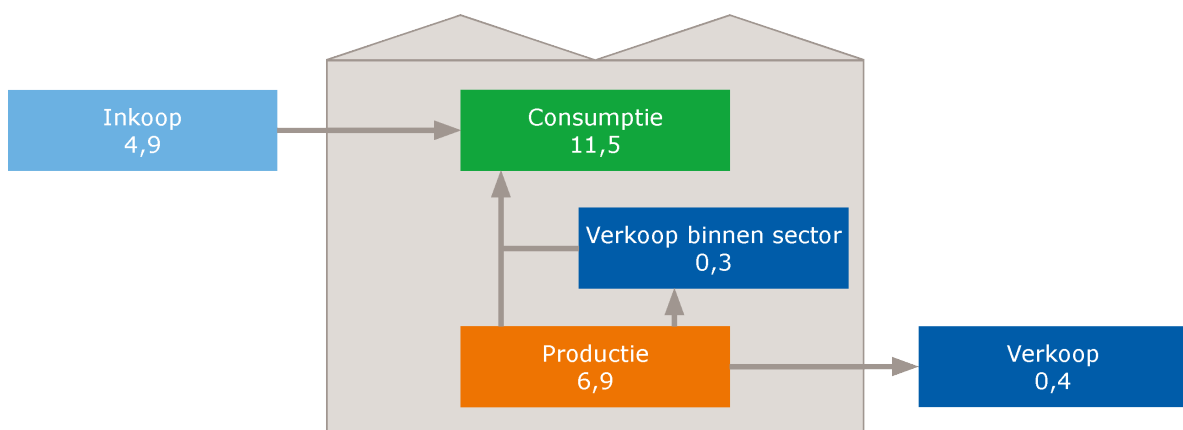 Inkoop
4,9
Consumptie
11,5
Verkoop binnen sector
0,3
Productie
6,9
Verkoop
0,4